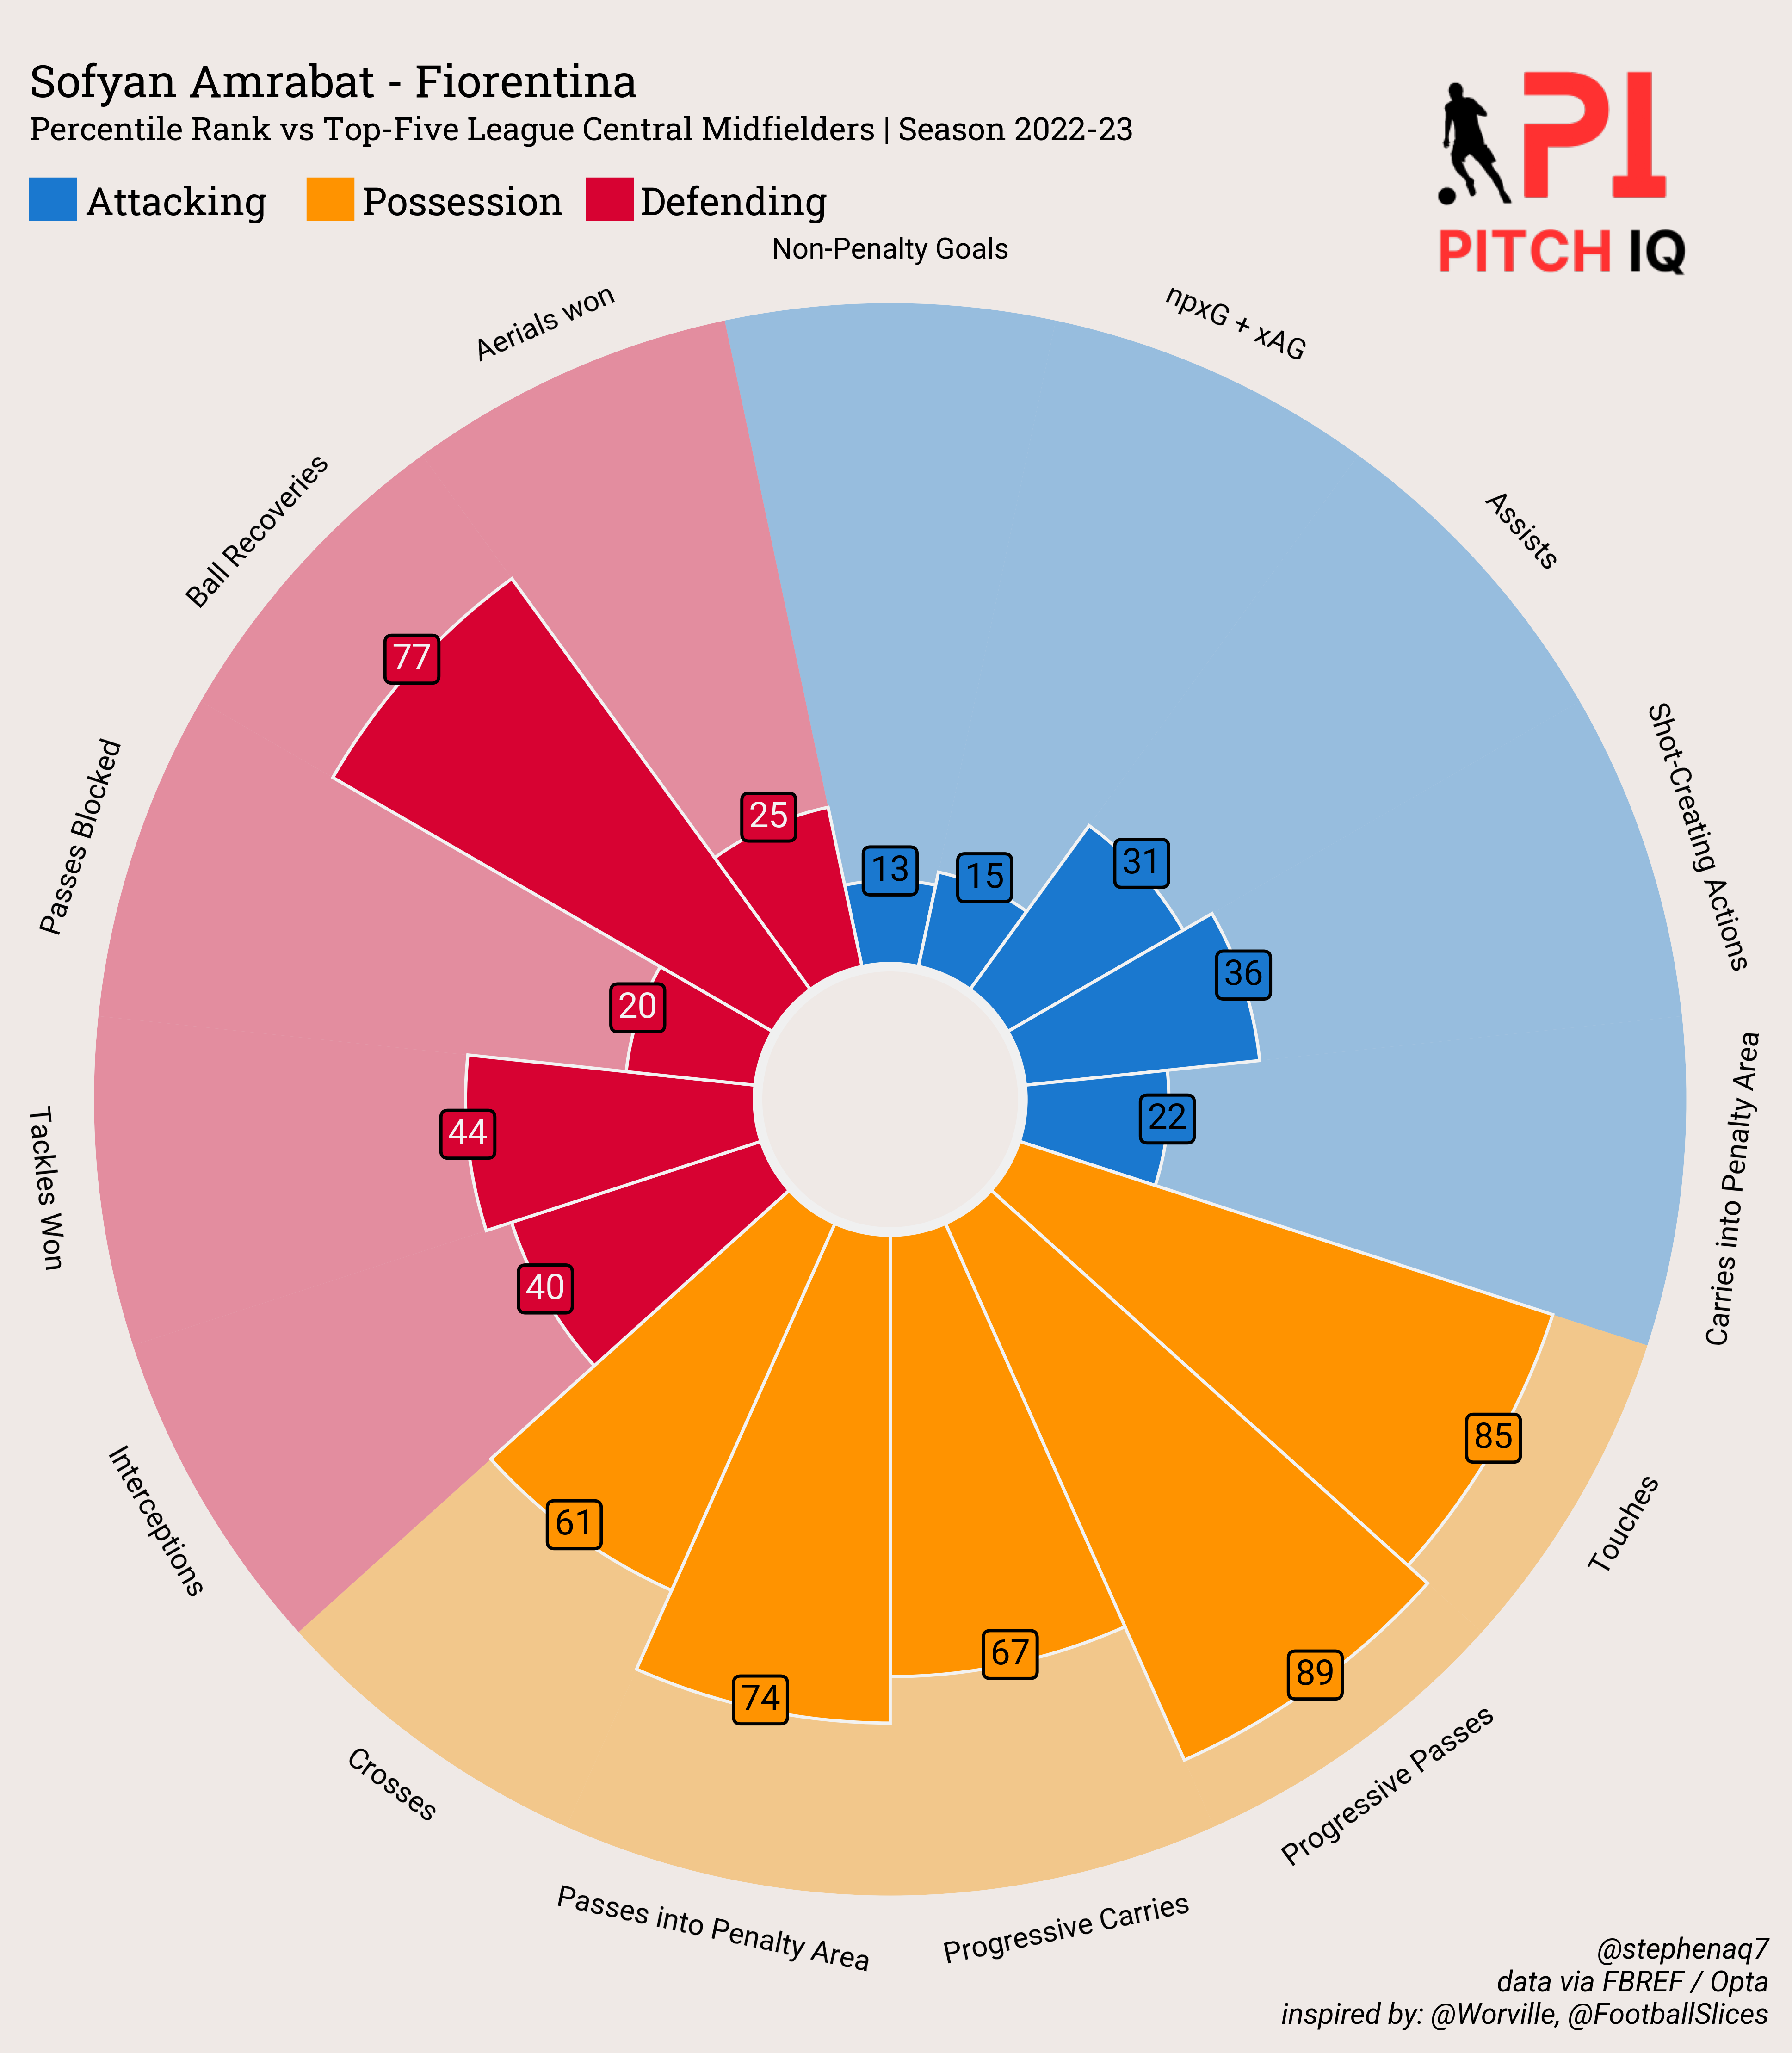 Sofyan Amrabat - Fiorentina
Percentile Rank vs Top-Five League Central Midfielders | Season 2022-23
Attacking Possession Defending
PI
PITCH IQ
Non-Penalty Goals
npxG + xAG
Assists
Shot-Creating Actions
Carries into Penalty Area
Touches
Progressive Passes
Progressive Carries
Passes into Penalty Area
Crosses
Interceptions
Tackles Won
Passes Blocked
Ball Recoveries
Aerials won
13
15
31
36
22
85
89
67
74
61
40
44
20
77
25
@stephenaq7
data via FBREF / Opta
inspired by: @Worville, @FootballSlices